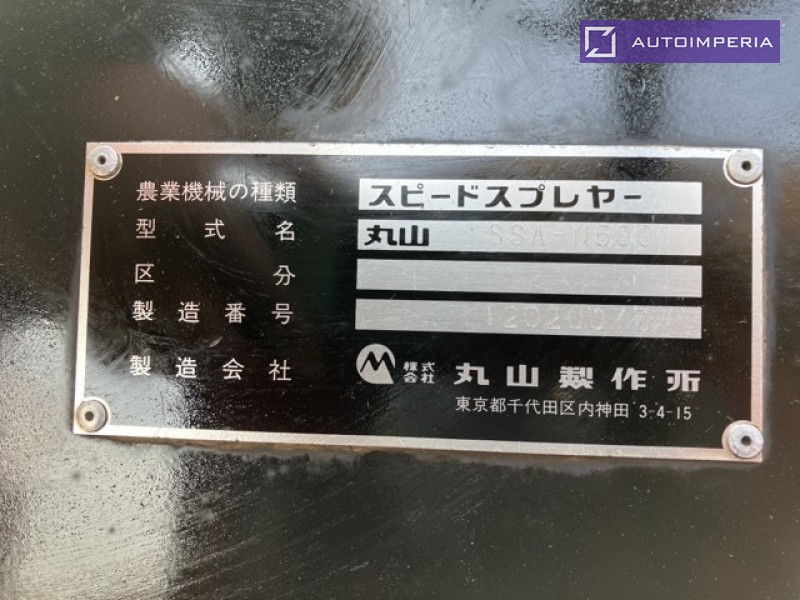 AUTOIMPERIA
農業機械の種類 スピードスプレヤー
型式名 丸山
区分
製造番号
製造会社 株式会社 丸山製作所
東京都千代田区内神田 3-4-15